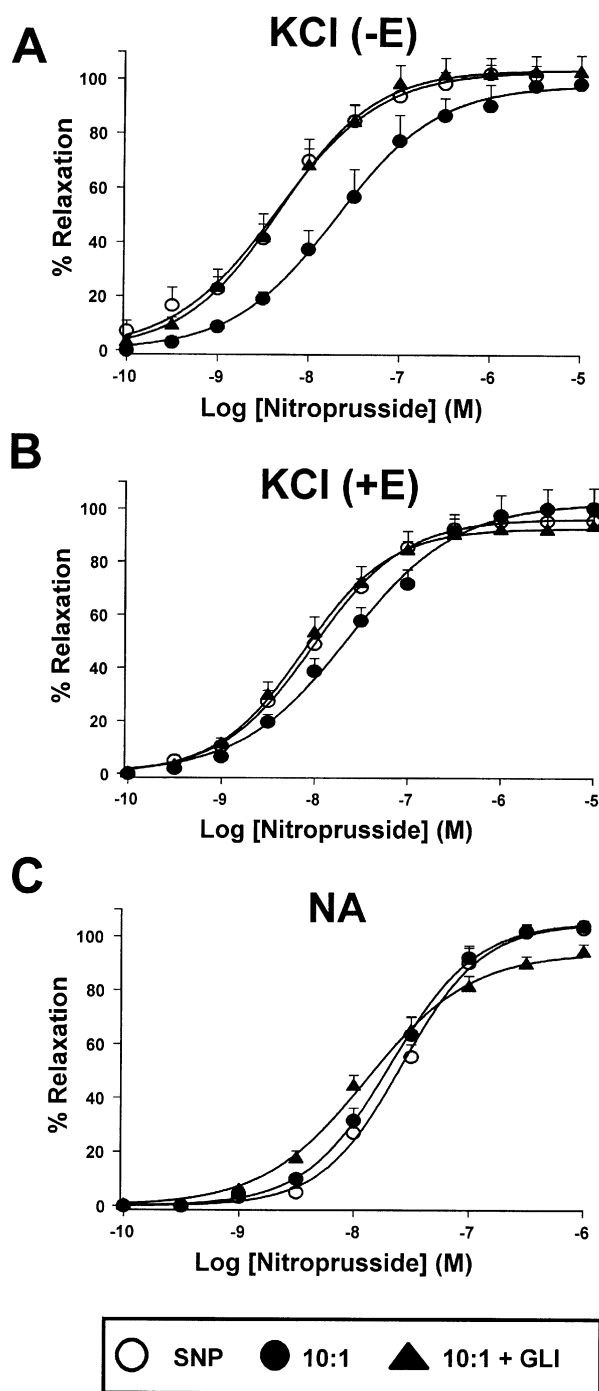 A
KCl (-E)
% Relaxation
100
80
60
40
20
0
-10 -9 -8 -7 -6 -5
Log [Nitroprusside] (M)
B
KCl (+E)
% Relaxation
100
80
60
40
20
0
-10 -9 -8 -7 -6 -5
Log [Nitroprusside] (M)
C
NA
% Relaxation
100
80
60
40
20
0
-10 -9 -8 -7 -6
Log [Nitroprusside] (M)
SNP 10:1 10:1 + GLI